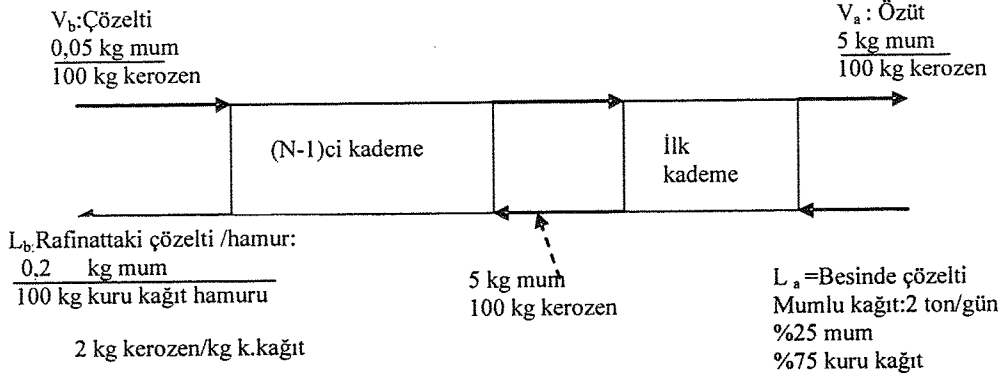 V_b:Çözelti
0,05 kg mum
100 kg kerozen
V_a : Özüt
5 kg mum
100 kg kerozen
(N-1)ci kademe
İlk
kademe
L_b:Rafinattaki çözelti /hamur:
0,2 kg mum
100 kg kuru kağıt hamuru
2 kg kerozen/kg k.kağıt
5 kg mum
100 kg kerozen
L_a =Besinde çözelti
Mumlu kağıt:2 ton/gün
%25 mum
%75 kuru kağıt